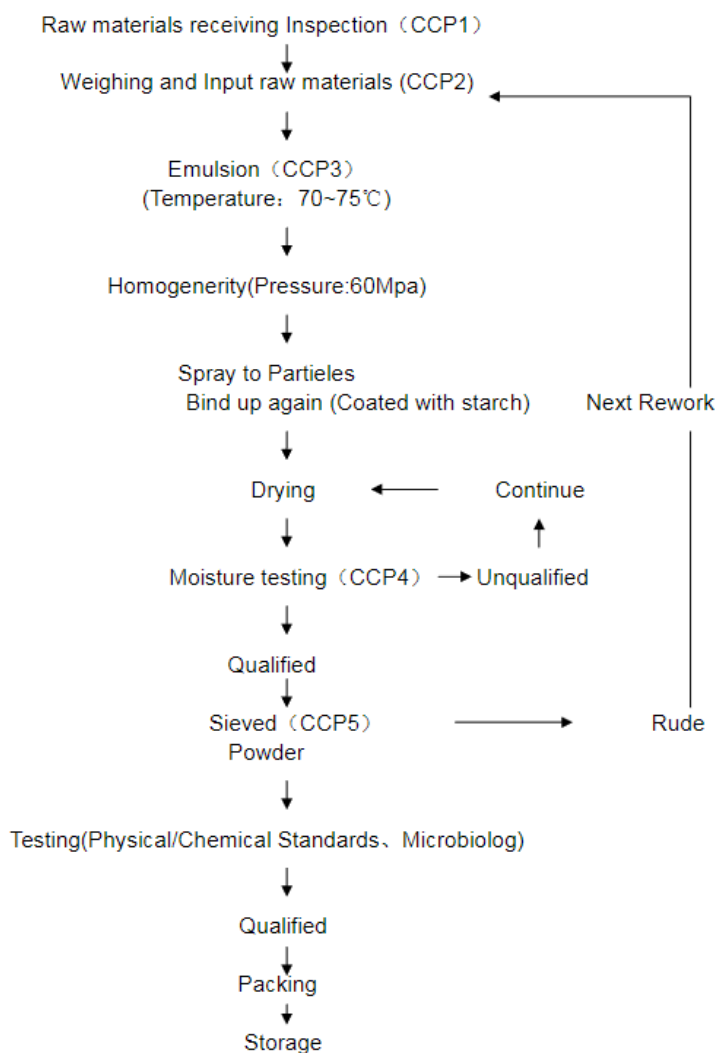 Raw materials receiving Inspection（CCP1）
Weighing and Input raw materials (CCP2)
Emulsion（CCP3）
(Temperature：70~75℃)
Homogenerity(Pressure:60Mpa)
Spray to Partieles
Bind up again (Coated with starch)
Next Rework
Drying
Continue
Moisture testing（CCP4）
Unqualified
Qualified
Sieved（CCP5）
Rude
Powder
Testing(Physical/Chemical Standards、Microbiolog)
Qualified
Packing
Storage